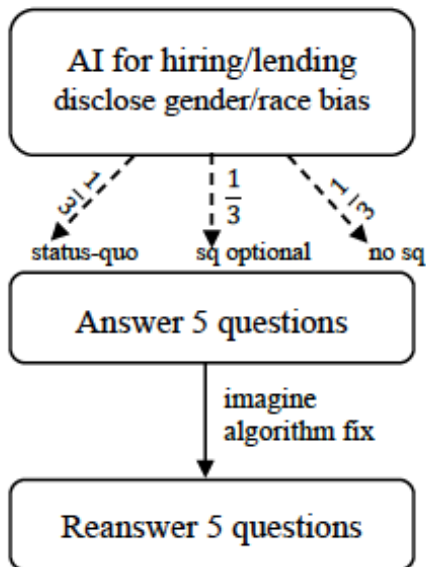 AI for hiring/lending
disclose gender/race bias
1/3 1/3 1/3
status-quo sq optional no sq
Answer 5 questions
imagine
algorithm fix
Reanswer 5 questions